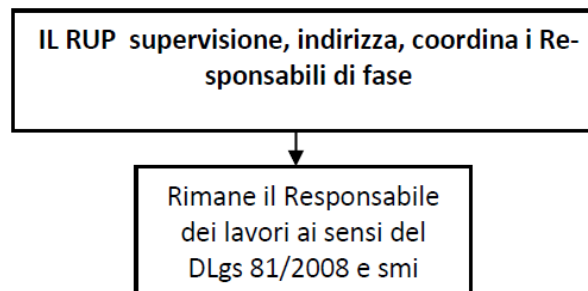 IL RUP  supervisione, indirizza, coordina i Re-
sponsabili di fase
Rimane il Responsabile
dei lavori ai sensi del
DLgs 81/2008 e smi